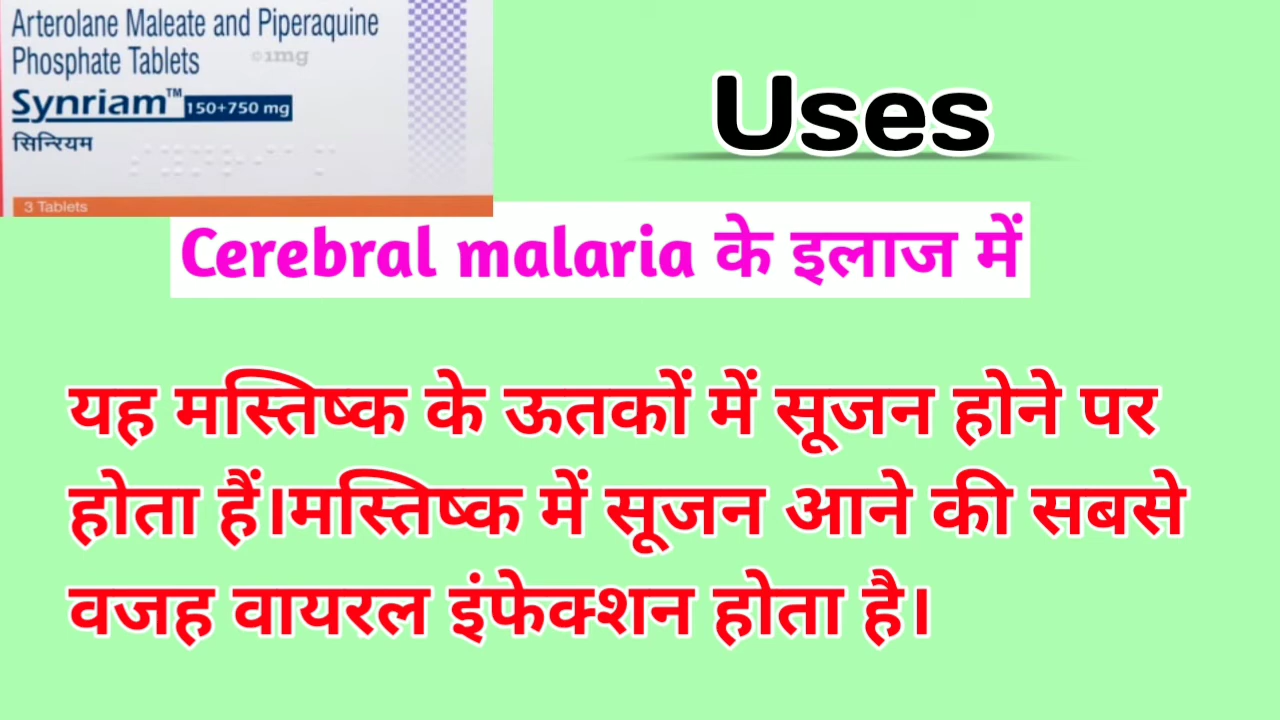 Arterolane Maleate and Piperaquine
Phosphate Tablets
©1mg
Synriam™ 150+750 mg
सिन्रियम
3 Tablets
Uses
Cerebral malaria के इलाज में
यह मस्तिष्क के ऊतकों में सूजन होने पर
होता हैं।मस्तिष्क में सूजन आने की सबसे
वजह वायरल इंफेक्शन होता है।